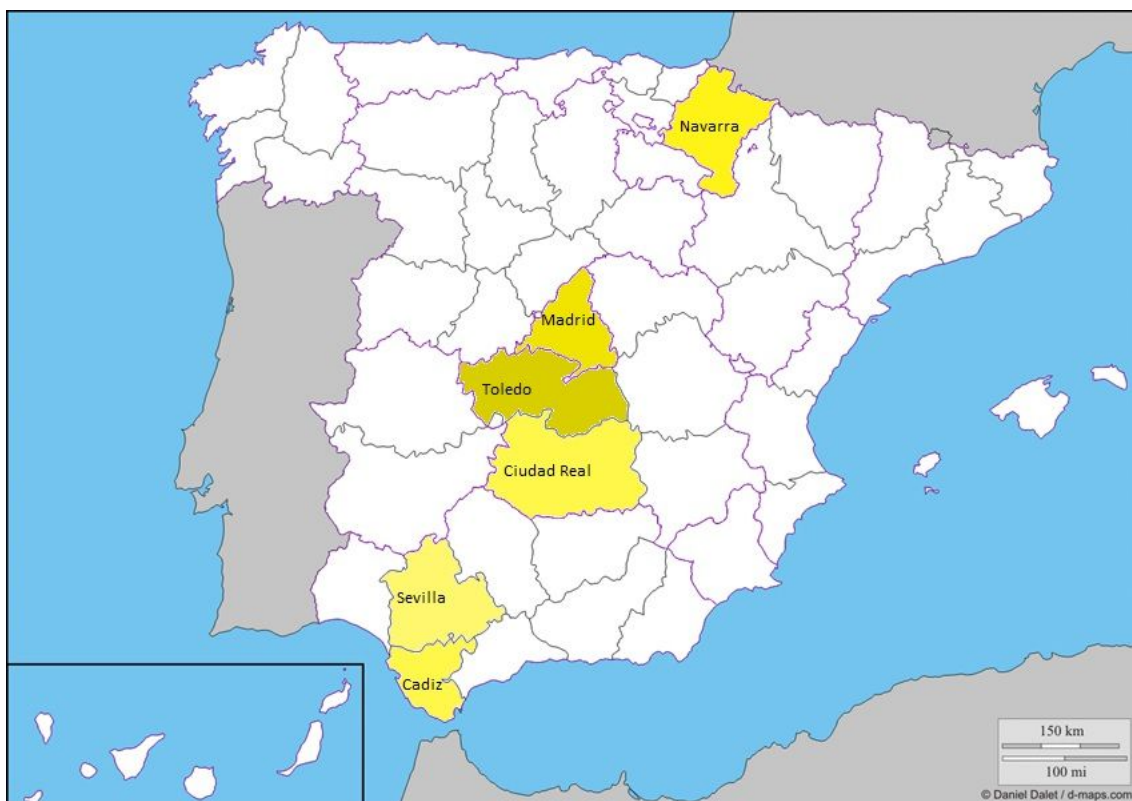 Navarra
Madrid
Toledo
Ciudad Real
Sevilla
Cadiz
150 km
100 mi
© Daniel Dalet / d-maps.com